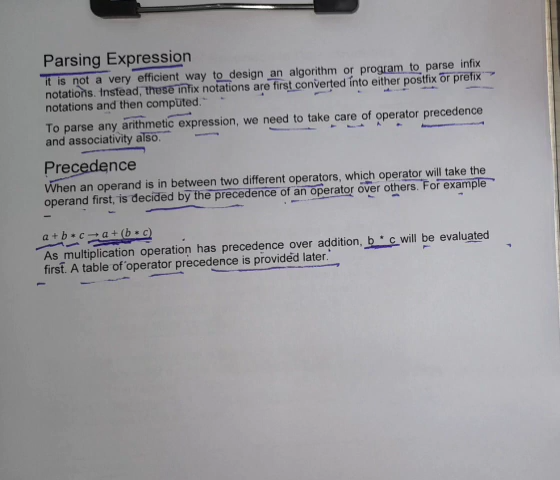 Parsing Expression
it is not a very efficient way to design an algorithm or program to parse infix
notations. Instead, these infix notations are first converted into either postfix or prefix
notations and then computed.
To parse any arithmetic expression, we need to take care of operator precedence
and associativity also.
Precedence
When an operand is in between two different operators, which operator will take the
operand first, is decided by the precedence of an operator over others. For example
–
a + b * c → a + (b * c)
As multiplication operation has precedence over addition, b * c will be evaluated
first. A table of operator precedence is provided later.